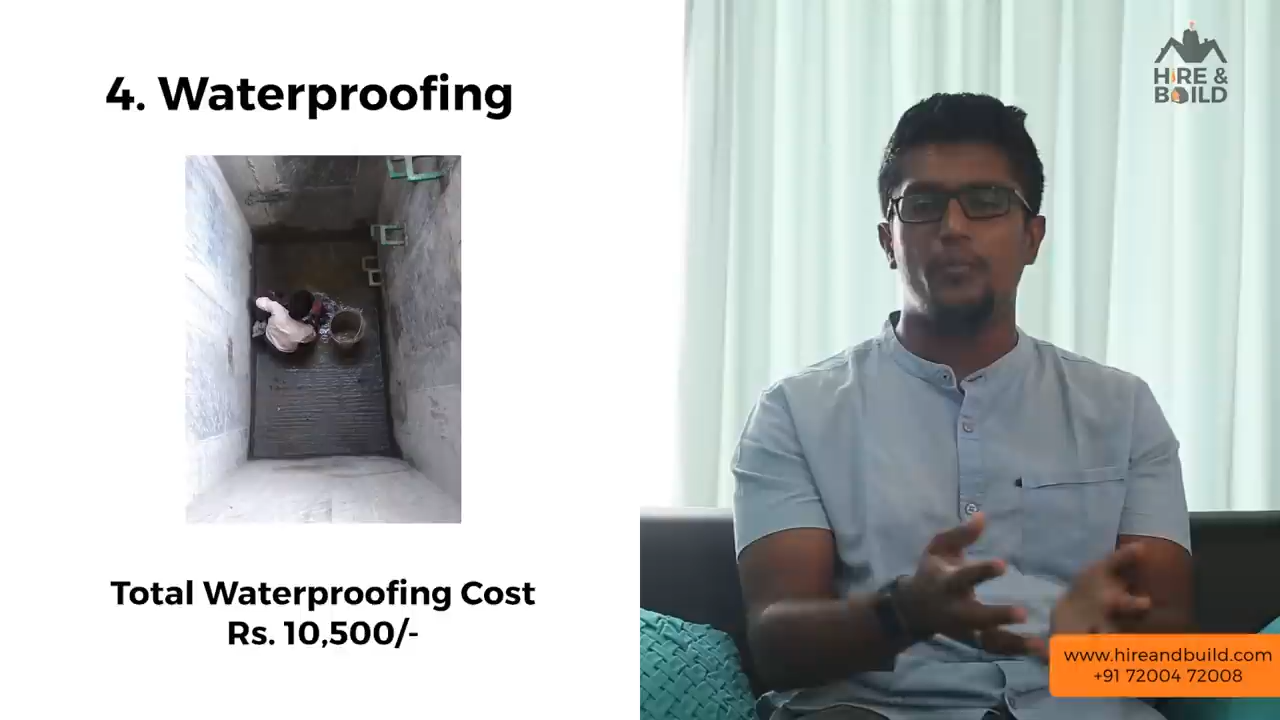 4. Waterproofing
Total Waterproofing Cost
Rs. 10,500/-
HIRE &
BUILD
www.hireandbuild.com
+91 72004 72008